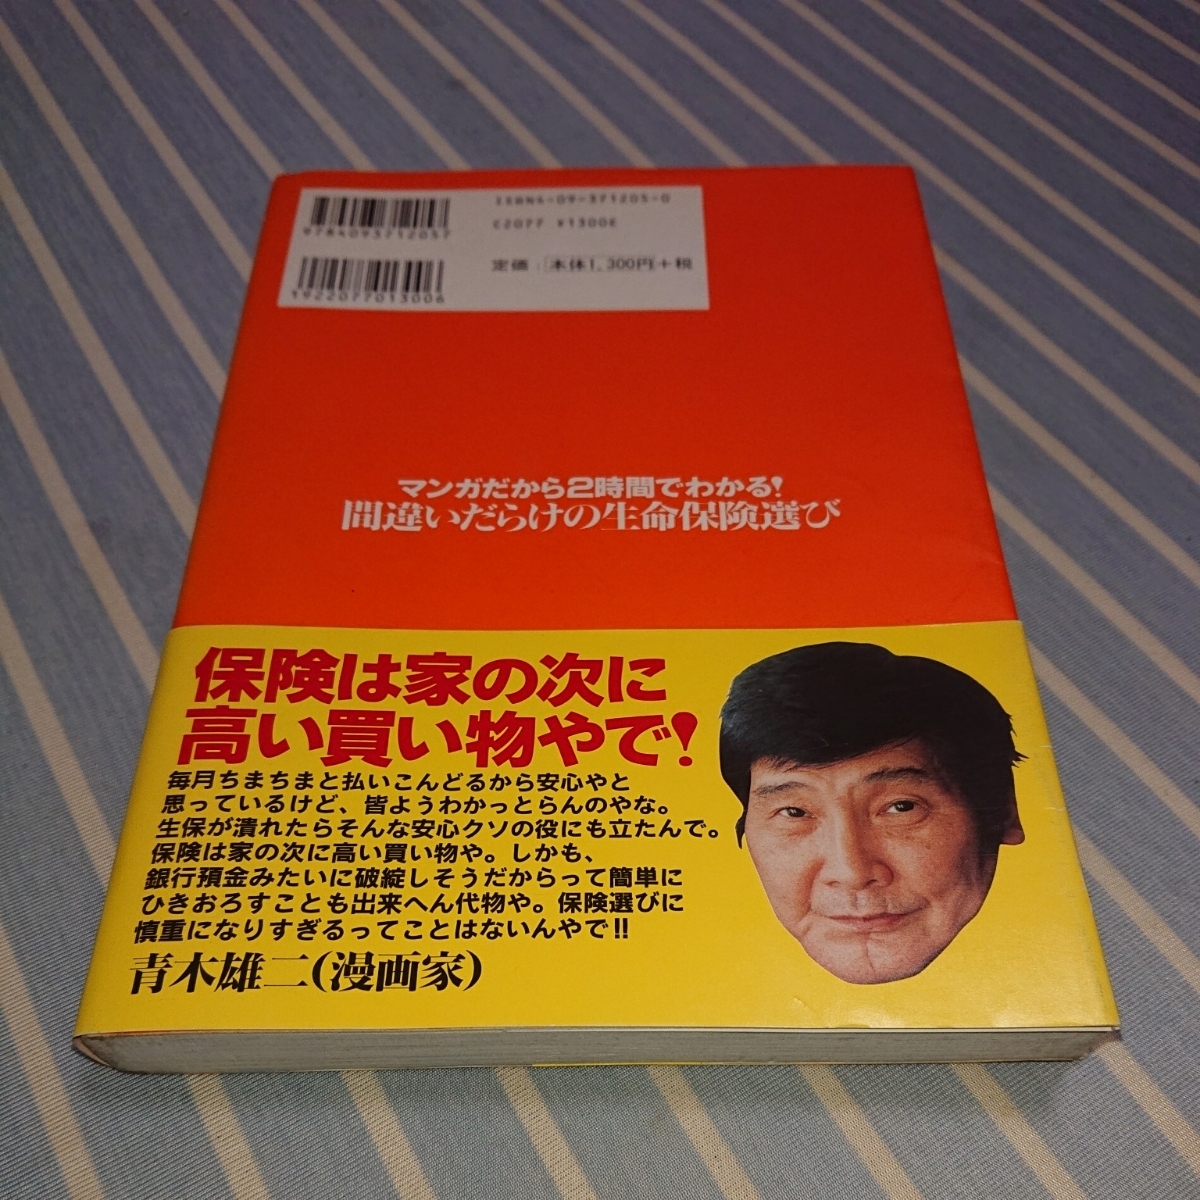 9784093712057
ISBN4-09-371205-0
C2077 ¥1300E
1922077013006
定価:本体1,300円+税
マンガだから2時間でわかる!
間違いだらけの生命保険選び
保険は家の次に
高い買い物やで!
毎月ちまちまと払いこんどるから安心やと
思っているけど、皆ようわかっとらんのやな。
生保が潰れたらそんな安心クソの役にも立たんで。
保険は家の次に高い買い物や。しかも、
銀行預金みたいに破綻しそうだからって簡単に
ひきおろすことも出来へん代物や。保険選びに
慎重になりすぎるってことはないんやで!!
青木雄二(漫画家)